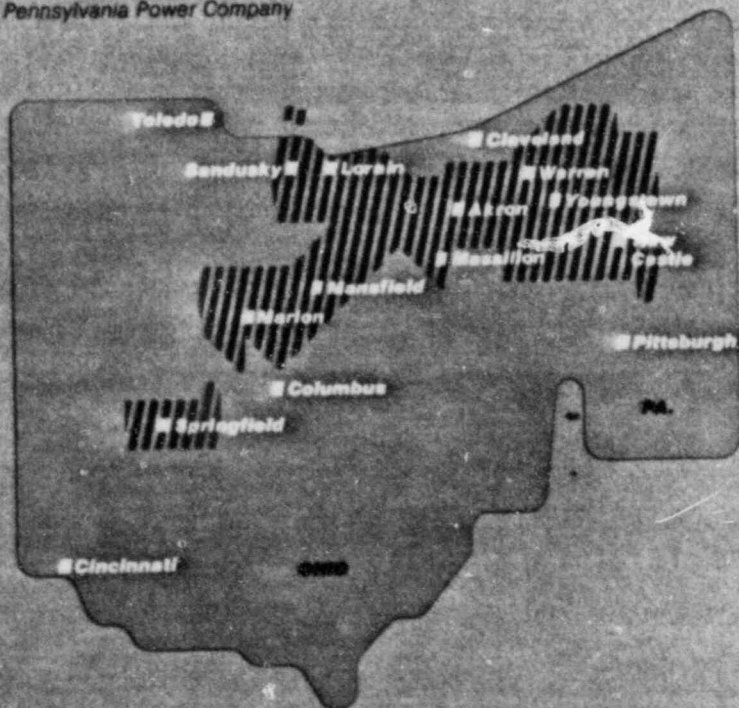 Pennsylvania Power Company
Toledo
Cleveland
Sandusky
Lorain
Warren
Youngstown
Akron
Massillon
Castle
Mansfield
Marion
Pittsburgh
Columbus
PA.
Springfield
Cincinnati
OHIO